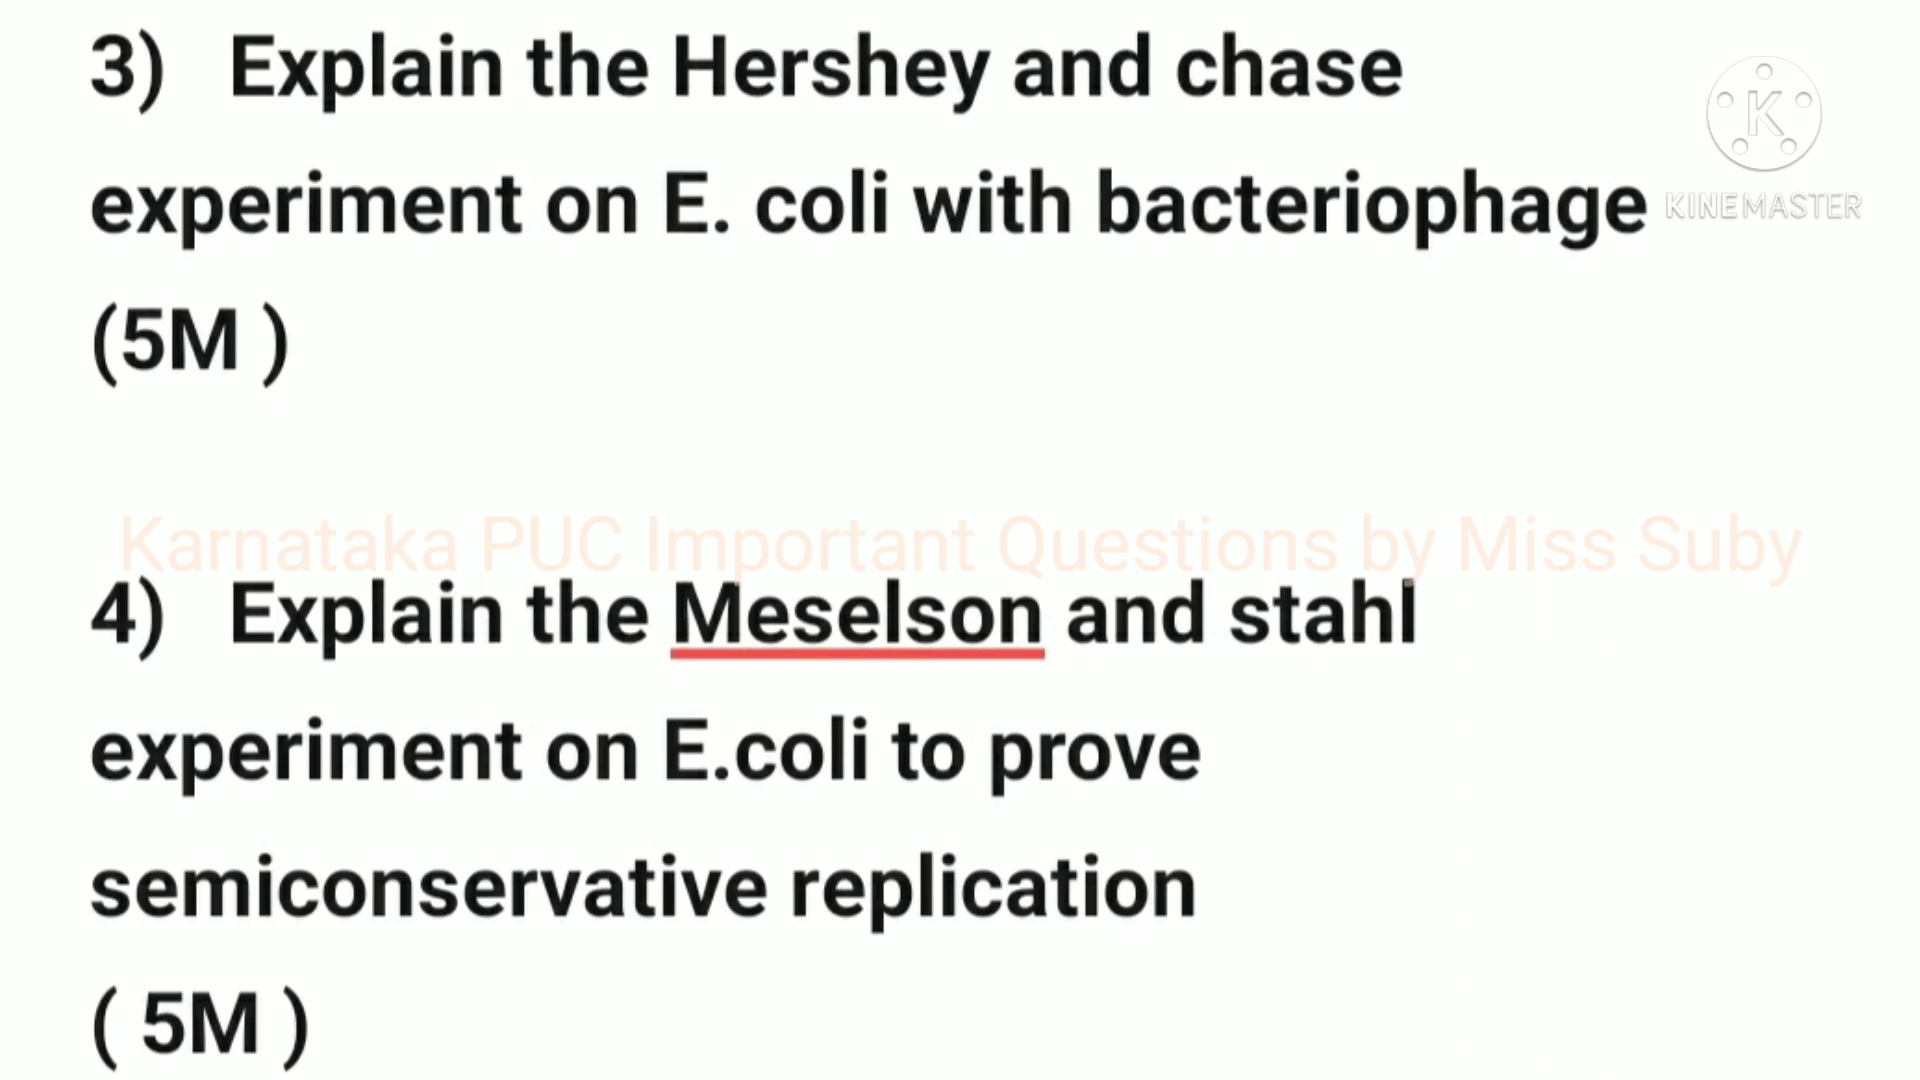 3) Explain the Hershey and chase
experiment on E. coli with bacteriophage
(5M )
K
KINEMASTER
Karnataka PUC Important Questions by Miss Suby
4) Explain the Meselson and stahl
experiment on E.coli to prove
semiconservative replication
( 5M )